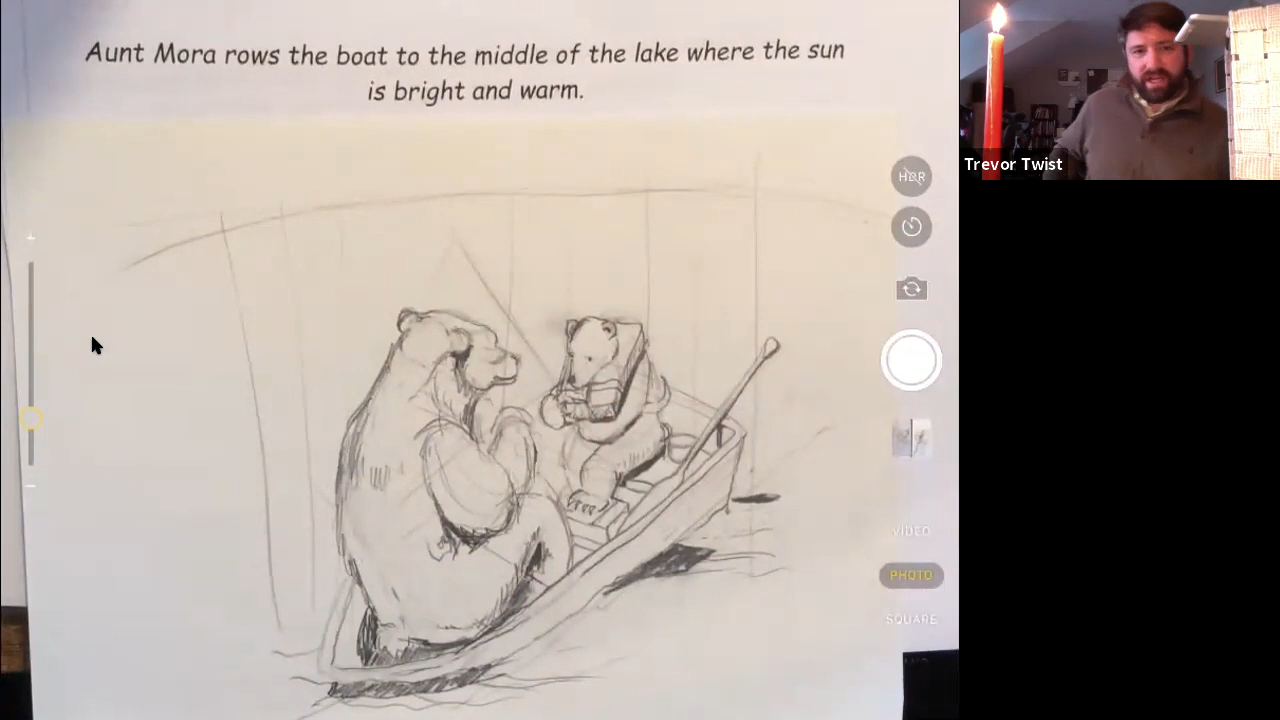 Aunt Mora rows the boat to the middle of the lake where the sun
is bright and warm.
HDR
VIDEO
PHOTO
SQUARE
Trevor Twist